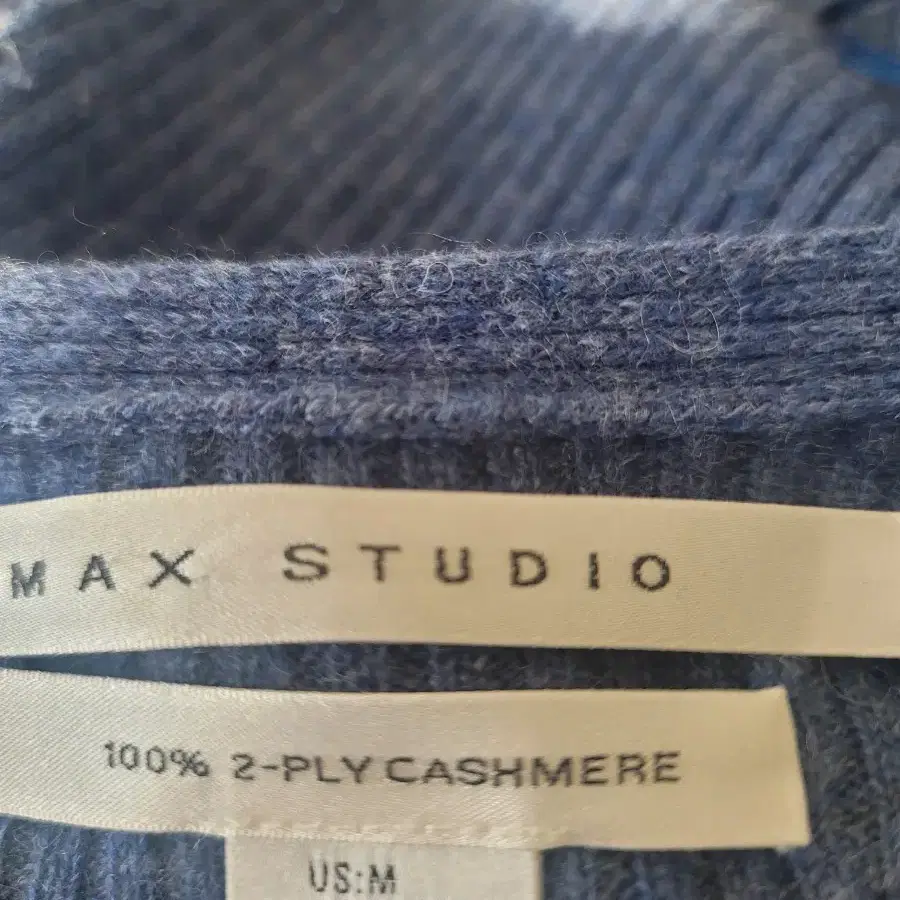 MAX STUDIO
100% 2-PLY CASHMERE
US:M